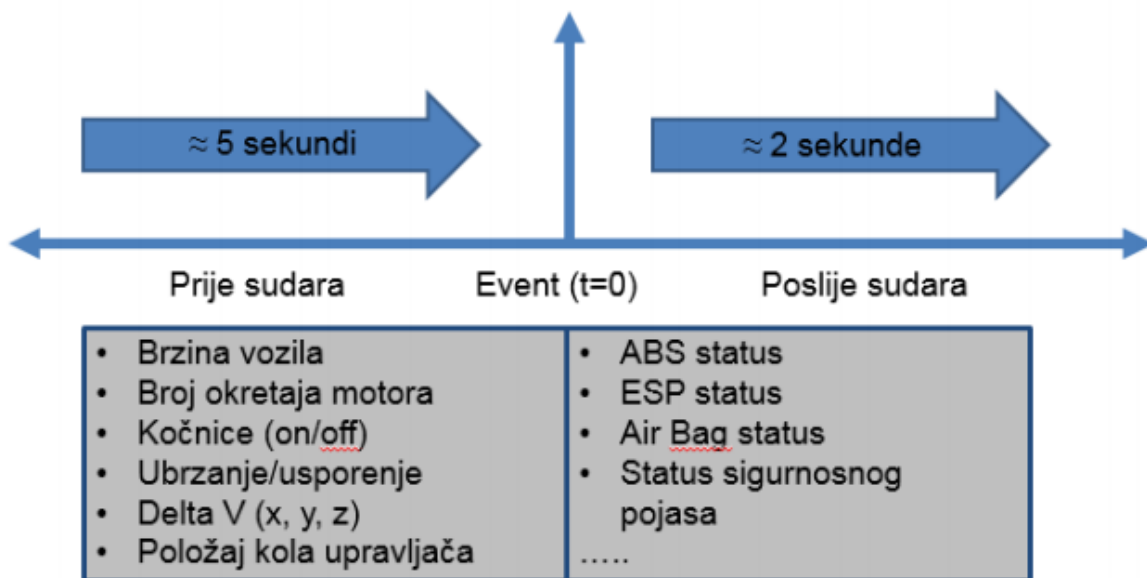 ≈ 5 sekundi
≈ 2 sekunde
Prije sudara
Event (t=0)
Poslije sudara
• Brzina vozila
• Broj okretaja motora
• Kočnice (on/off)
• Ubrzanje/usporenje
• Delta V (x, y, z)
• Položaj kola upravljača
• ABS status
• ESP status
• Air Bag status
• Status sigurnosnog
pojasa
.....